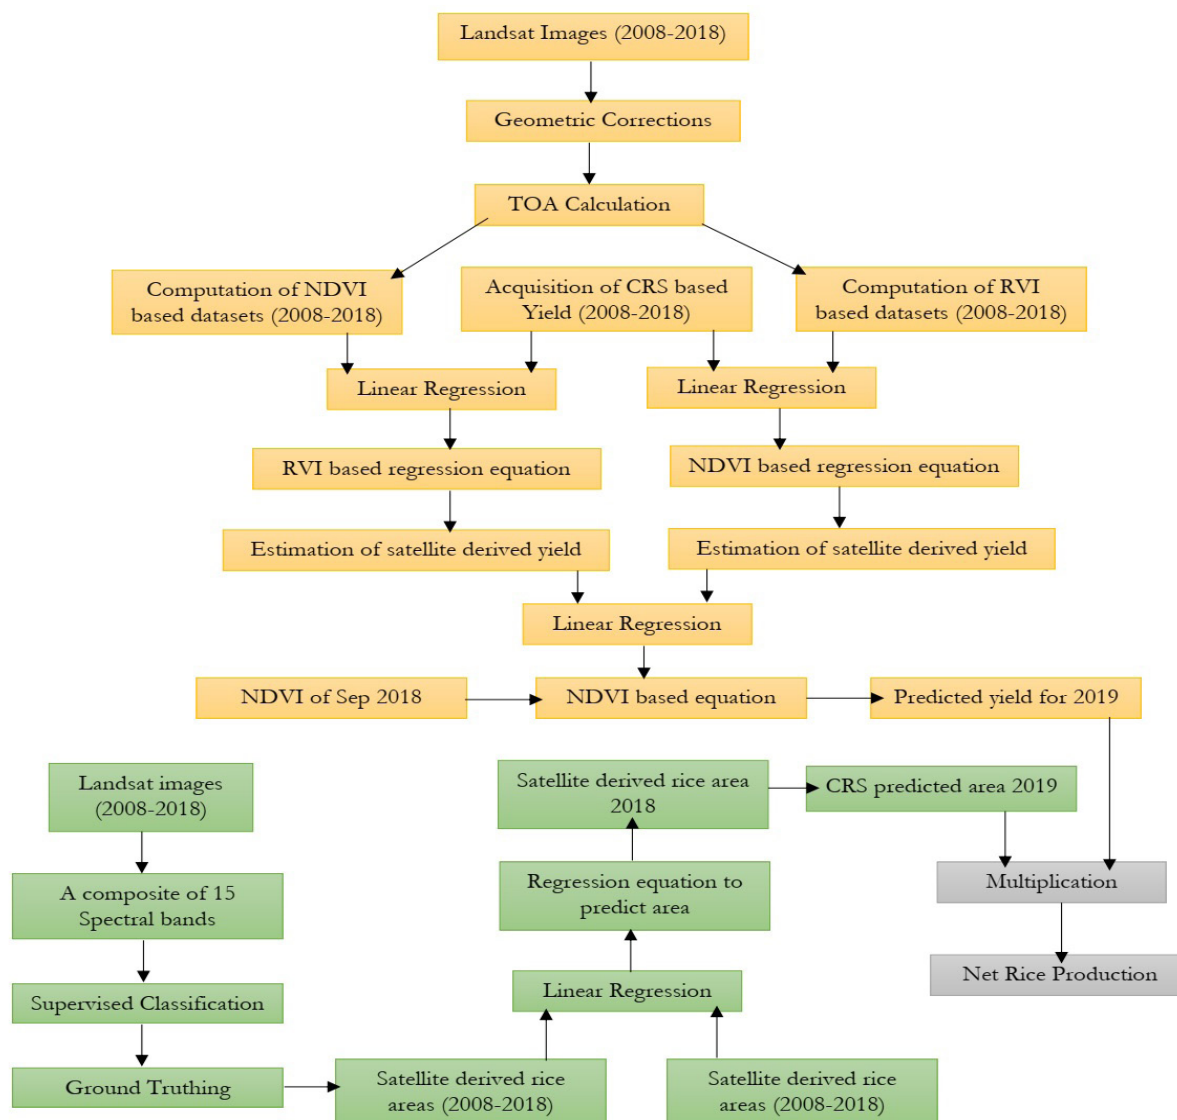 Landsat Images (2008-2018)
Geometric Corrections
TOA Calculation
Computation of NDVI
based datasets (2008-2018)
Acquisition of CRS based
Yield (2008-2018)
Computation of RVI
based datasets (2008-2018)
Linear Regression
Linear Regression
RVI based regression equation
NDVI based regression equation
Estimation of satellite derived yield
Estimation of satellite derived yield
Linear Regression
NDVI of Sep 2018
NDVI based equation
Predicted yield for 2019
Landsat images
(2008-2018)
Satellite derived rice area
2018
CRS predicted area 2019
A composite of 15
Spectral bands
Regression equation to
predict area
Multiplication
Supervised Classification
Linear Regression
Net Rice Production
Ground Truthing
Satellite derived rice
areas (2008-2018)
Satellite derived rice
areas (2008-2018)